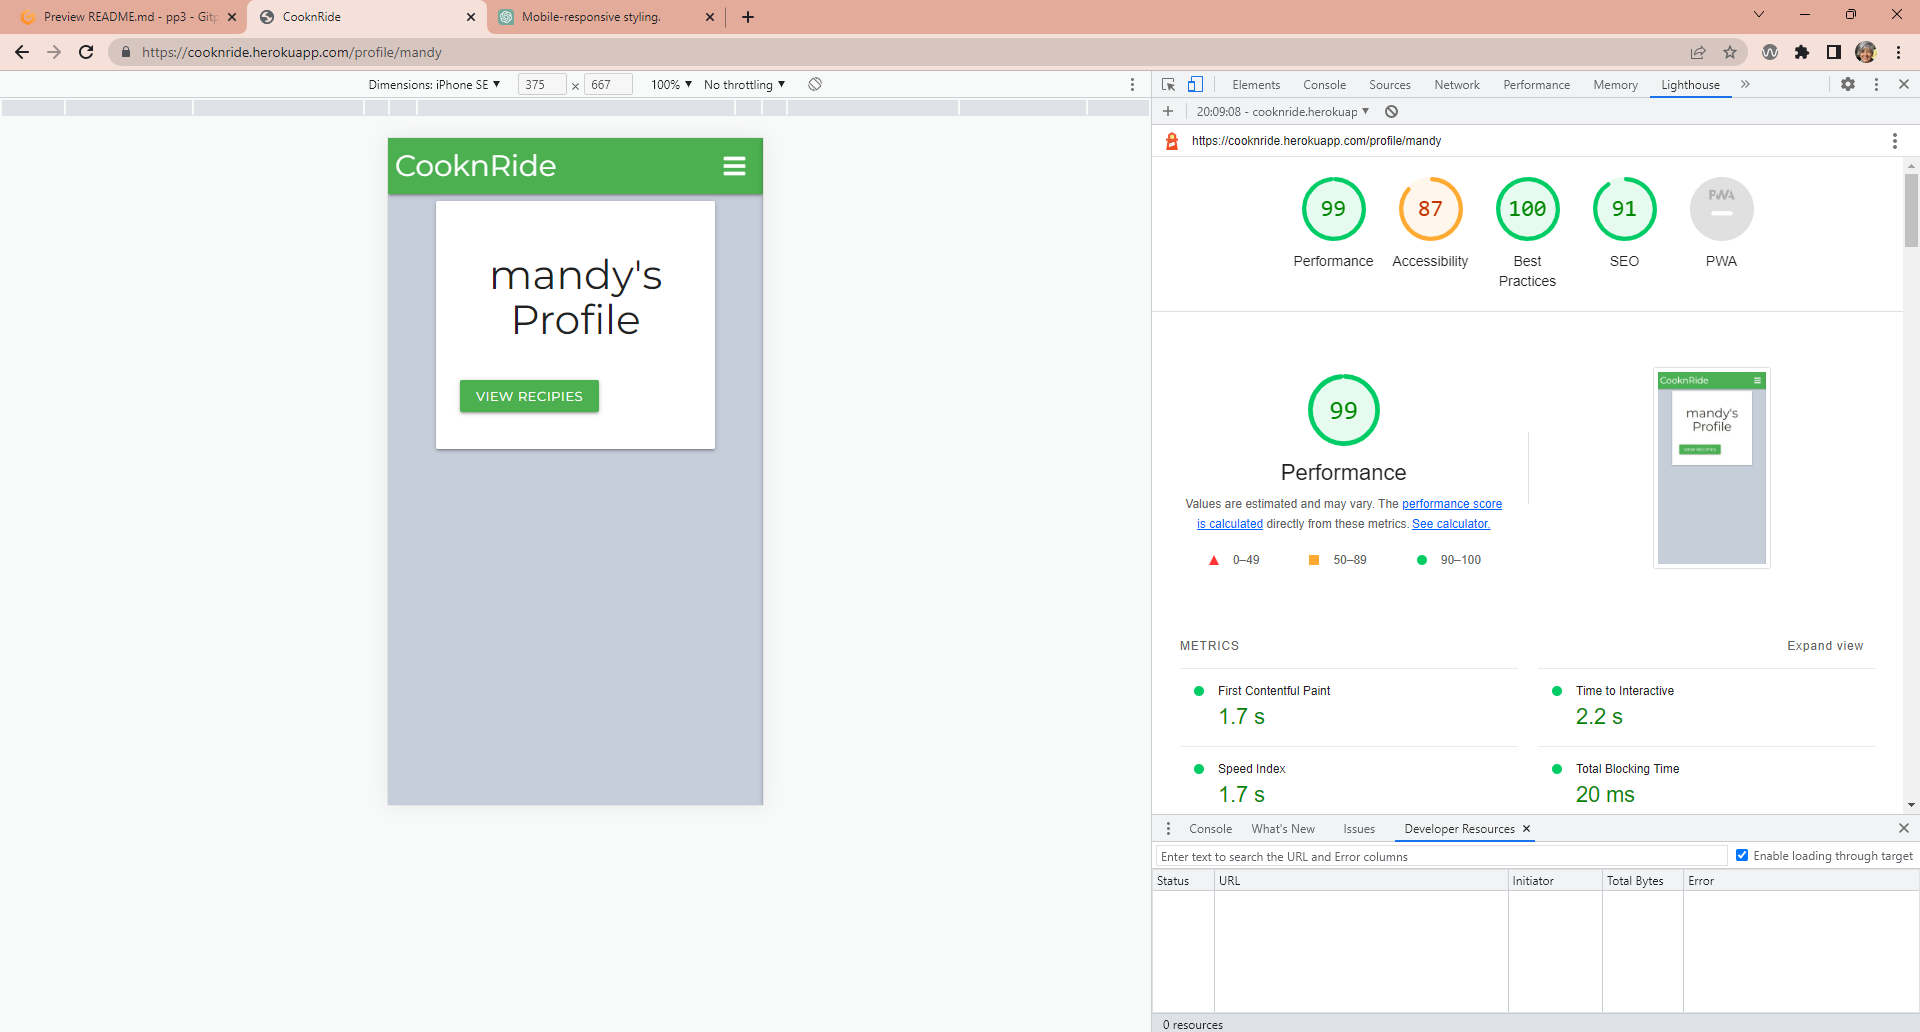 Preview README.md - pp3 - Gitp
CooknRide
Mobile-responsive styling.
https://cooknride.herokuapp.com/profile/mandy
Dimensions: iPhone SE
375 x 667
100%
No throttling
Elements
Console
Sources
Network
Performance
Memory
Lighthouse
20:09:08 - cooknride.herokuap
https://cooknride.herokuapp.com/profile/mandy
CooknRide
mandy's
Profile
VIEW RECIPIES
99
87
100
91
PWA
Performance
Accessibility
Best
Practices
SEO
PWA
99
Performance
Values are estimated and may vary. The performance score
is calculated directly from these metrics. See calculator.
0–49
50–89
90–100
CooknRide
mandy's
Profile
VIEW RECIPIES
METRICS
Expand view
First Contentful Paint
1.7 s
Time to Interactive
2.2 s
Speed Index
1.7 s
Total Blocking Time
20 ms
Console
What's New
Issues
Developer Resources
Enter text to search the URL and Error columns
Enable loading through target
Status
URL
Initiator
Total Bytes
Error
0 resources